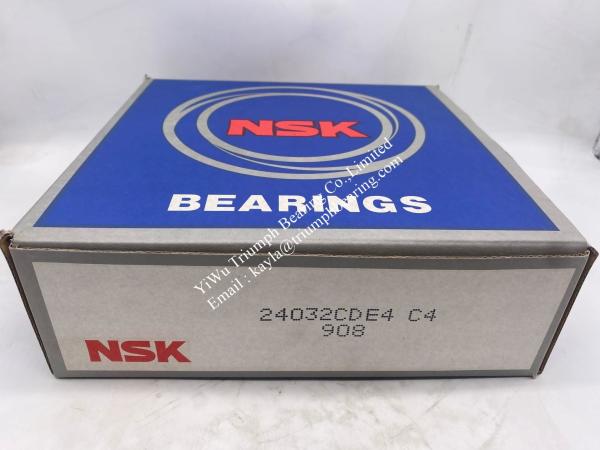 NSK
BEARINGS
YiWu Triumph Bearing Co.,Limited
Email : kayla@triumphbearing.com
24032CDE4 C4
908
NSK